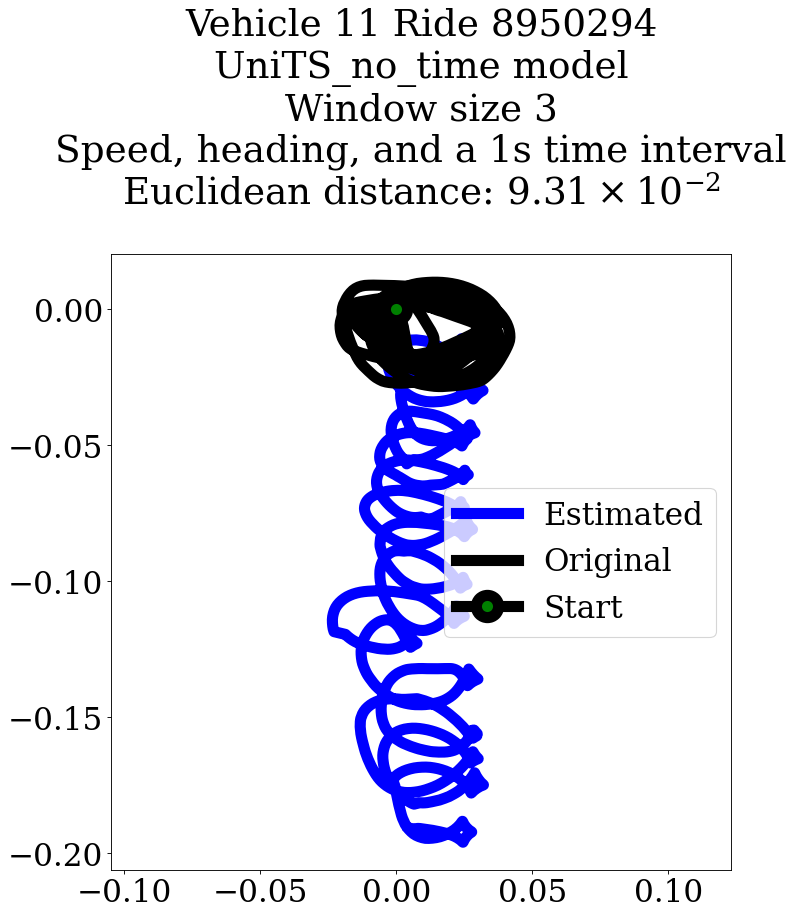 Vehicle 11 Ride 8950294
UniTS_no_time model
Window size 3
Speed, heading, and a 1s time interval
Euclidean distance: 9.31 × 10⁻²
0.00
−0.05
−0.10
−0.15
−0.20
Estimated
Original
Start
−0.10 −0.05 0.00 0.05 0.10